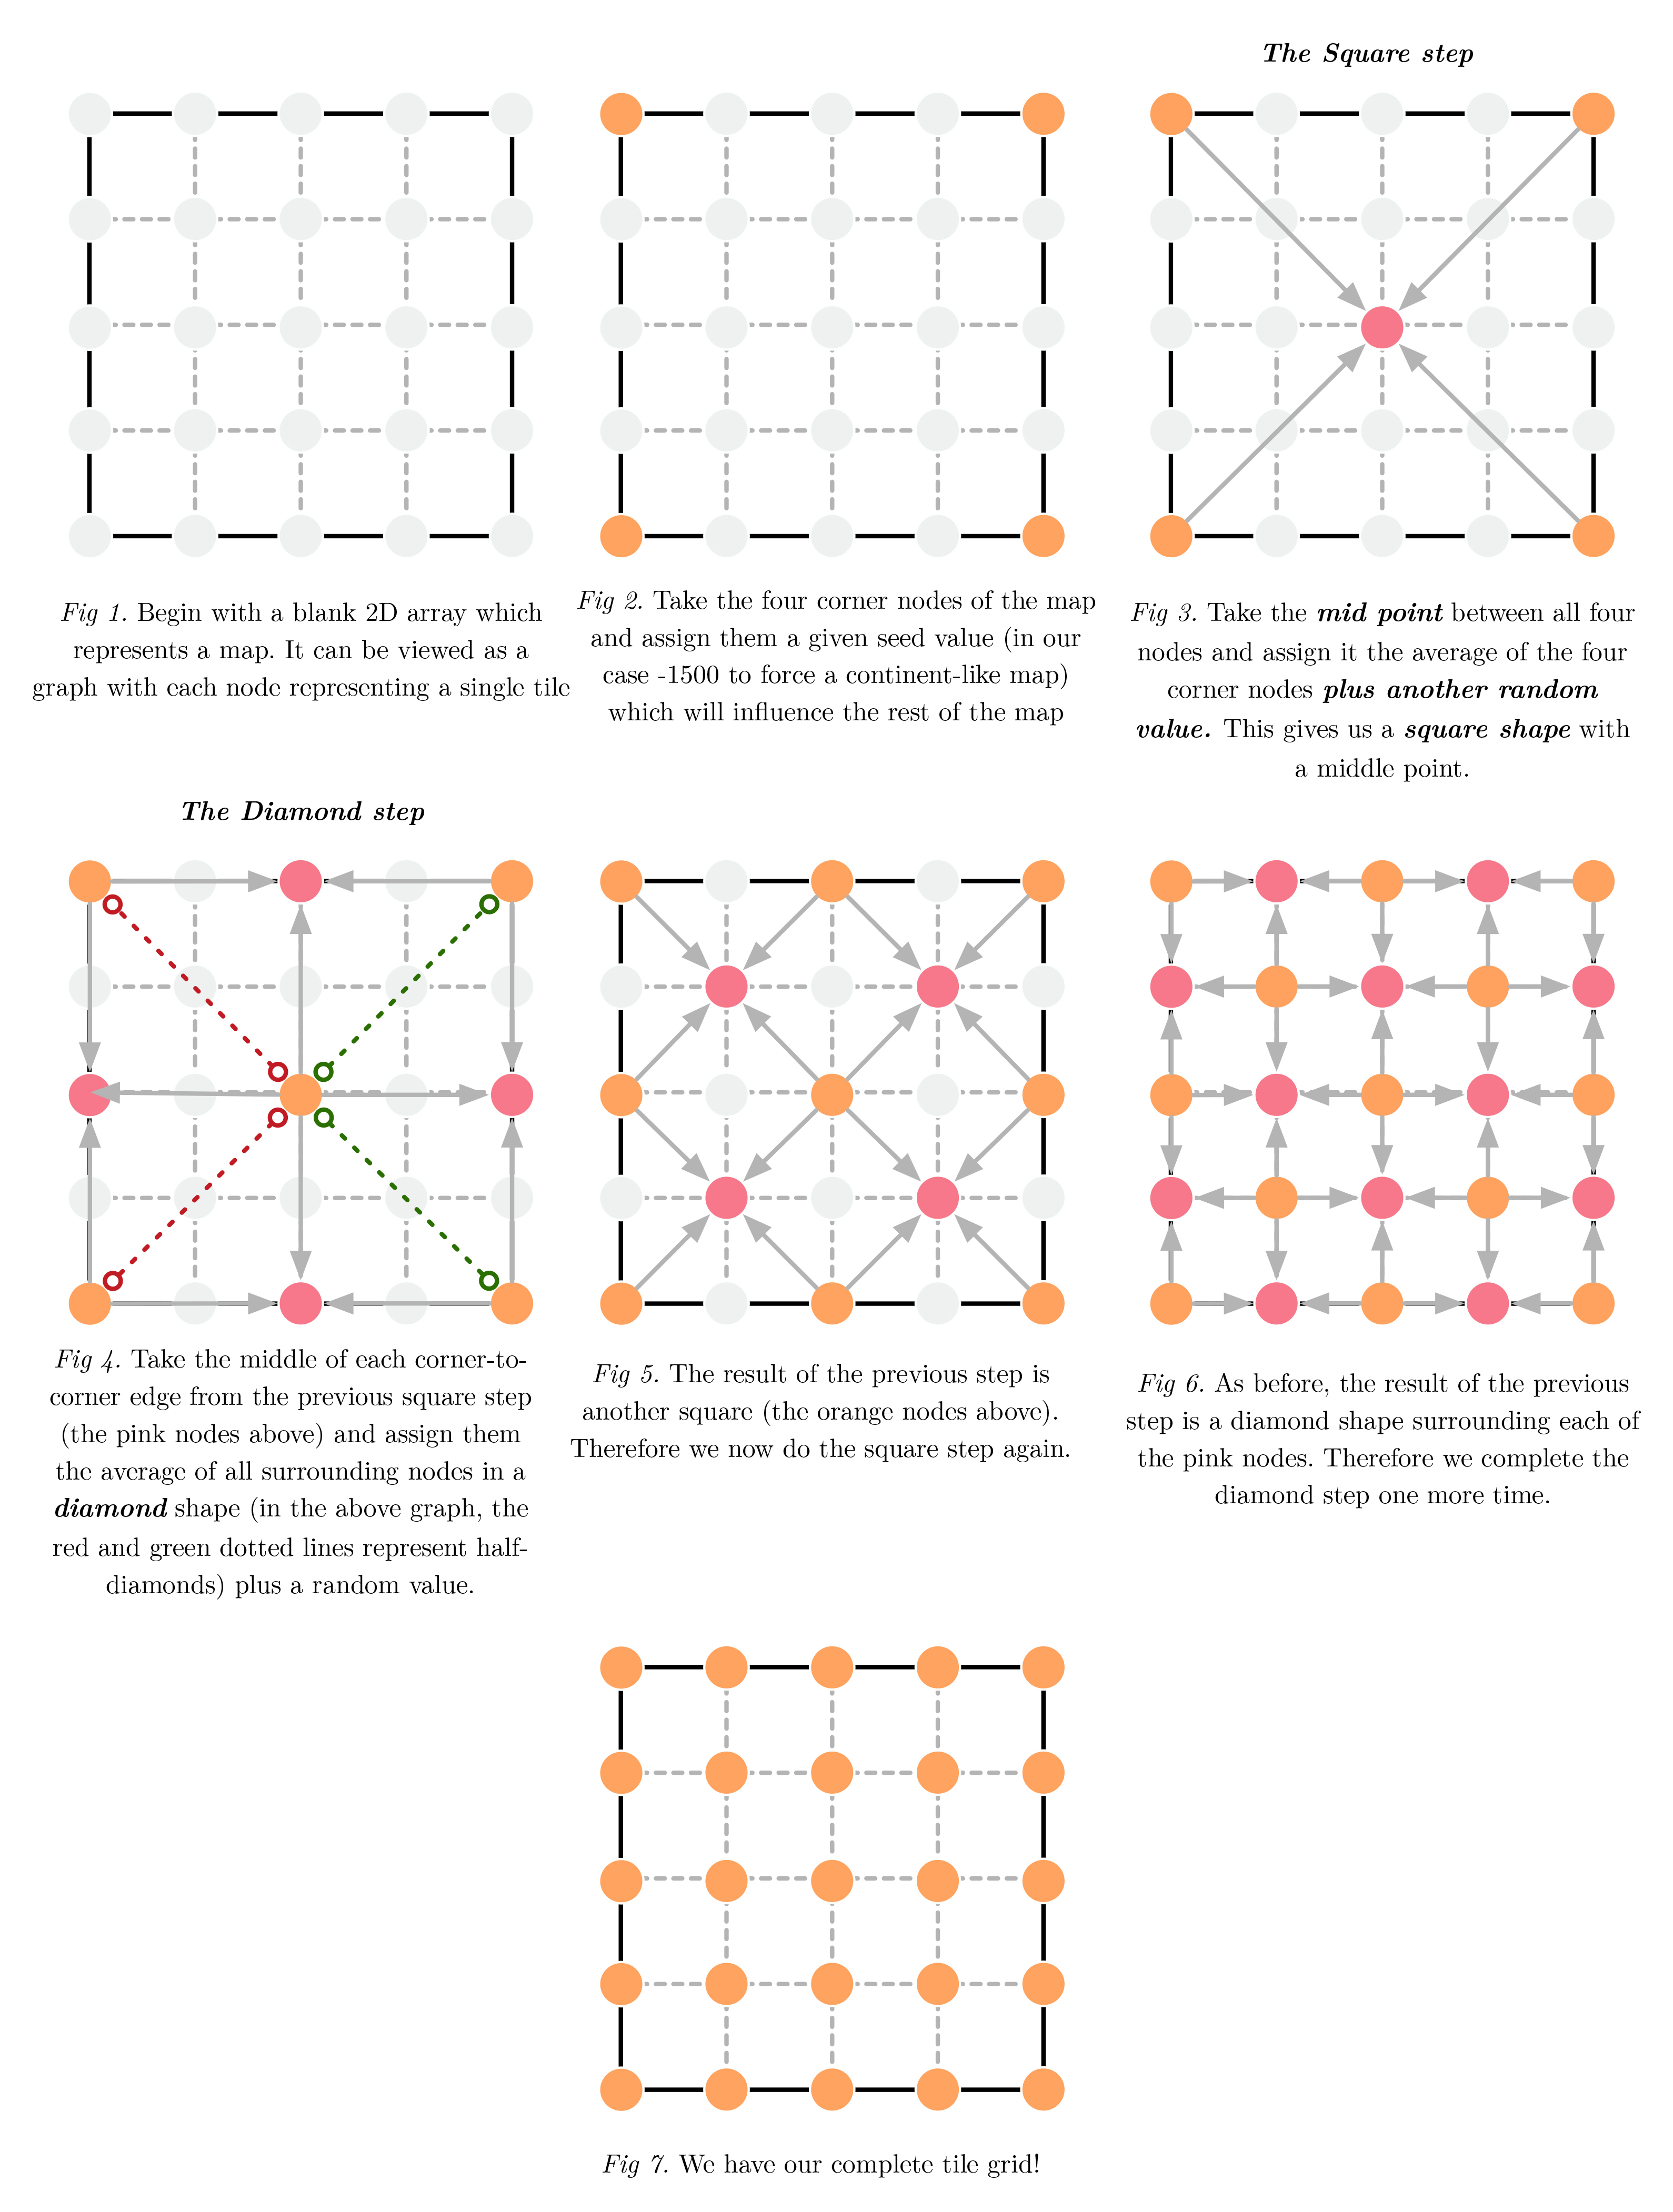 The Square step
Fig 1. Begin with a blank 2D array which
represents a map. It can be viewed as a
graph with each node representing a single tile
Fig 2. Take the four corner nodes of the map
and assign them a given seed value (in our
case -1500 to force a continent-like map)
which will influence the rest of the map
Fig 3. Take the mid point between all four
nodes and assign it the average of the four
corner nodes plus another random
value. This gives us a square shape with
a middle point.
The Diamond step
Fig 4. Take the middle of each corner-to-
corner edge from the previous square step
(the pink nodes above) and assign them
the average of all surrounding nodes in a
diamond shape (in the above graph, the
red and green dotted lines represent half-
diamonds) plus a random value.
Fig 5. The result of the previous step is
another square (the orange nodes above).
Therefore we now do the square step again.
Fig 6. As before, the result of the previous
step is a diamond shape surrounding each of
the pink nodes. Therefore we complete the
diamond step one more time.
Fig 7. We have our complete tile grid!